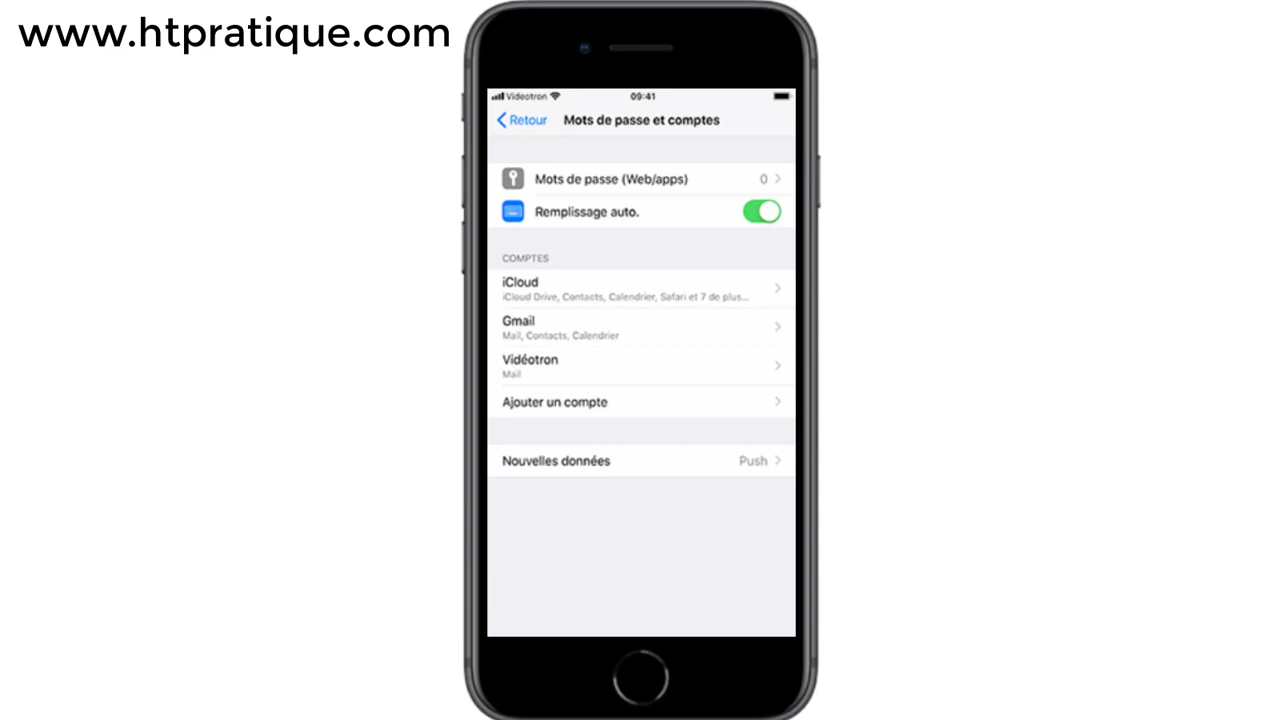 www.htpratique.com
Videotron 09:41
Retour Mots de passe et comptes
Mots de passe (Web/apps) 0
Remplissage auto.
COMPTES
iCloud
iCloud Drive, Contacts, Calendrier, Safari et 7 de plus...
Gmail
Mail, Contacts, Calendrier
Vidéotron
Mail
Ajouter un compte
Nouvelles données Push